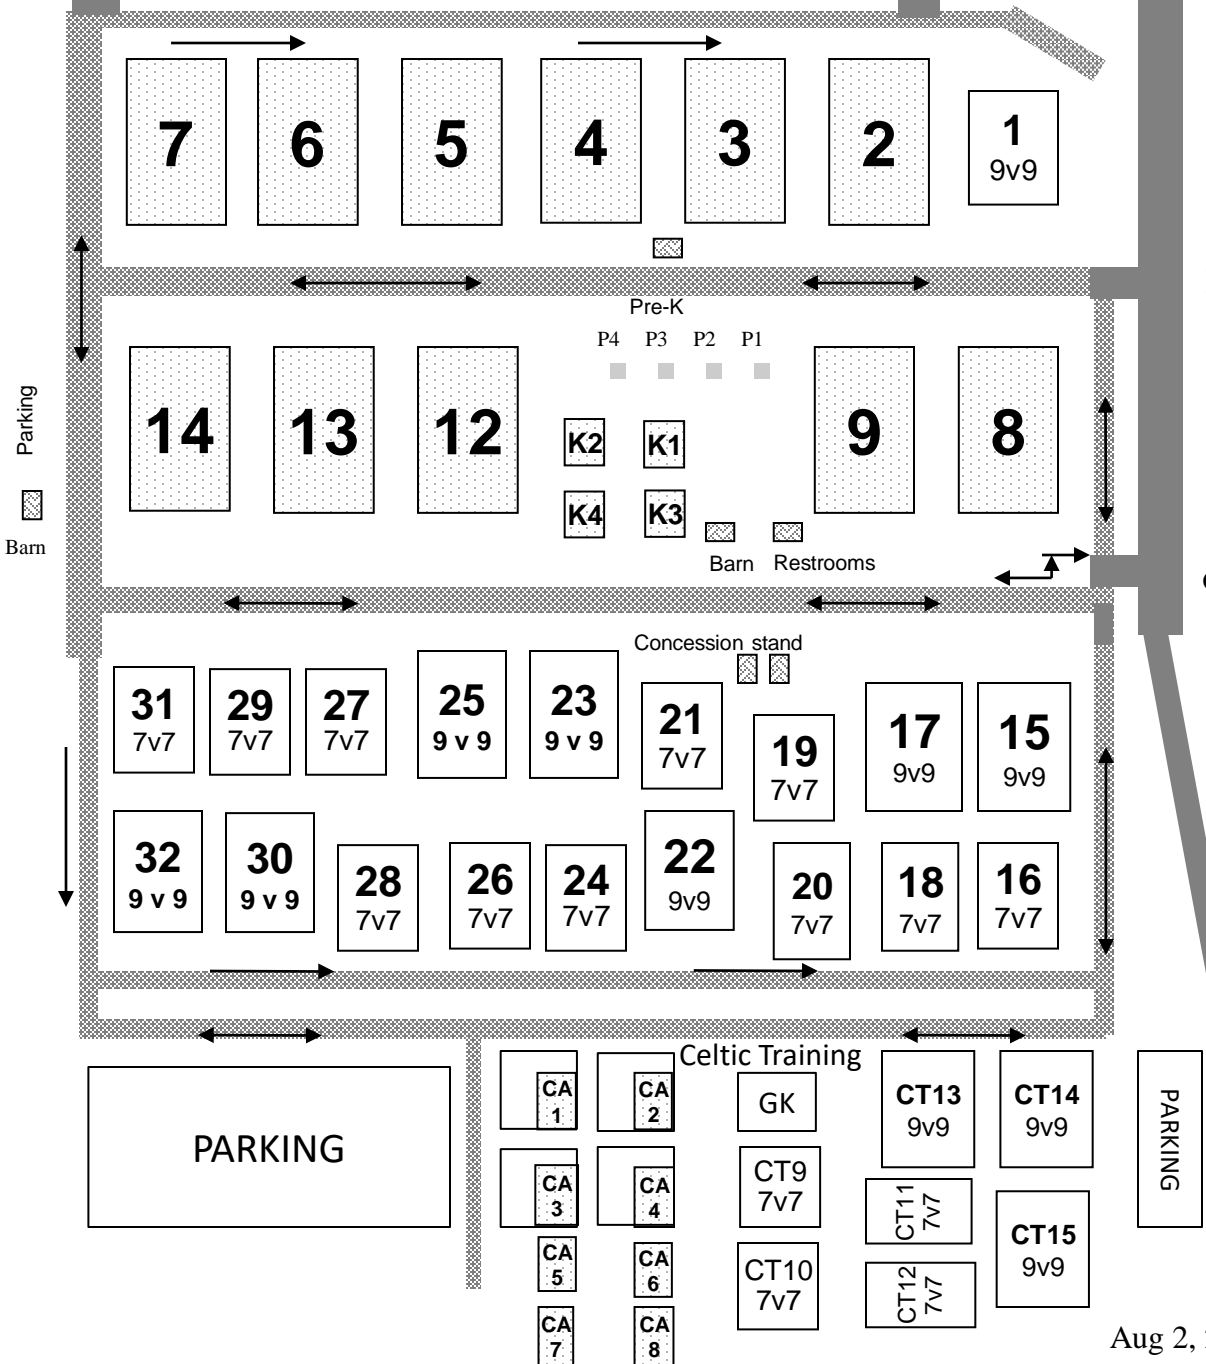 7
6
5
4
3
2
1
9v9
Pre-K
P4 P3 P2 P1
Parking
Barn
14
13
12
K2 K1
K4 K3
9
8
Barn Restrooms
Concession stand
31
7v7
29
7v7
27
7v7
25
9 v 9
23
9 v 9
21
7v7
19
7v7
17
9v9
15
9v9
32
9 v 9
30
9 v 9
28
7v7
26
7v7
24
7v7
22
9v9
20
7v7
18
7v7
16
7v7
Celtic Training
PARKING
CA
1
CA
2
CA
3
CA
4
CA
5
CA
6
CA
7
CA
8
GK
CT9
7v7
CT10
7v7
CT13
9v9
CT14
9v9
CT11
7v7
CT12
7v7
CT15
9v9
PARKING
Aug 2,